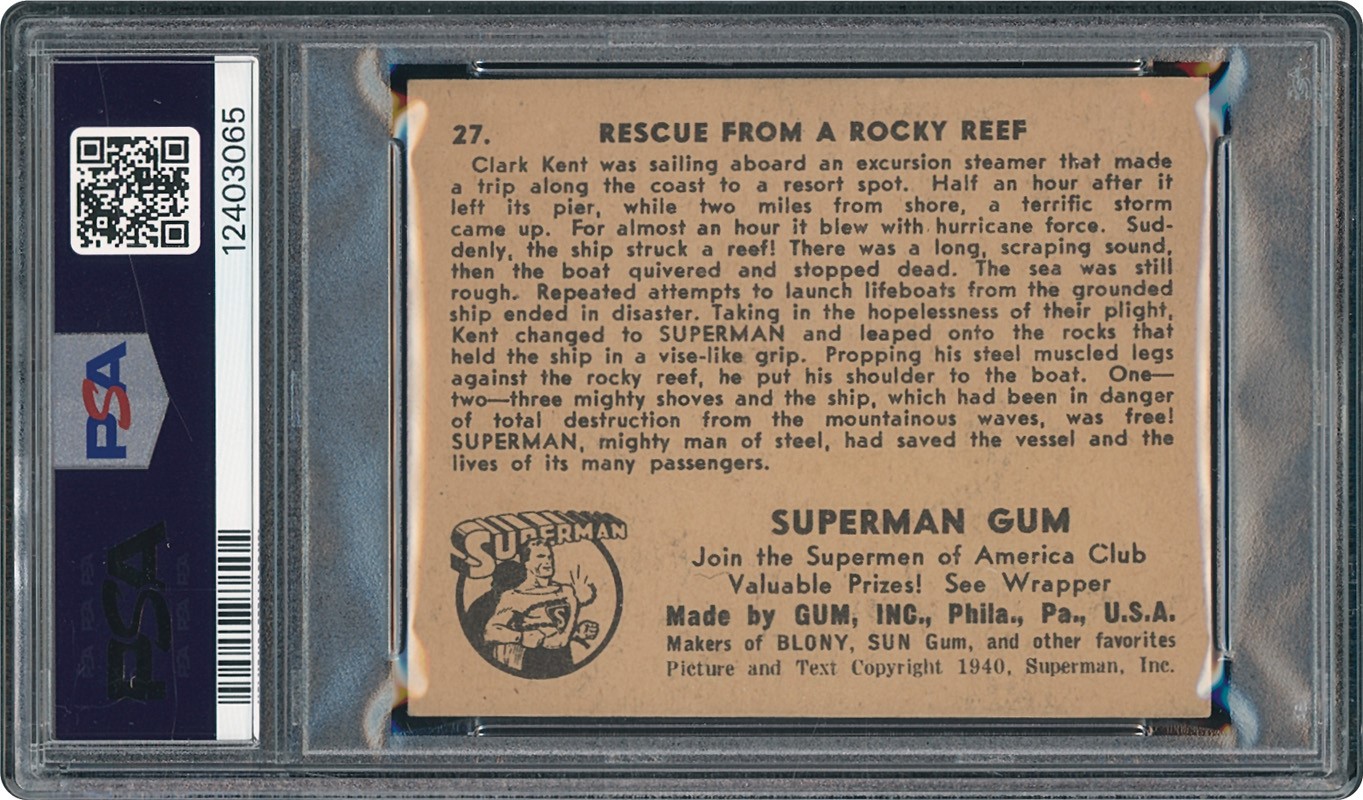 12403065
PSA
PSA
27. RESCUE FROM A ROCKY REEF
Clark Kent was sailing aboard an excursion steamer that made
a trip along the coast to a resort spot. Half an hour after it
left its pier, while two miles from shore, a terrific storm
came up. For almost an hour it blew with hurricane force. Sud-
denly, the ship struck a reef! There was a long, scraping sound,
then the boat quivered and stopped dead. The sea was still
rough. Repeated attempts to launch lifeboats from the grounded
ship ended in disaster. Taking in the hopelessness of their plight,
Kent changed to SUPERMAN and leaped onto the rocks that
held the ship in a vise-like grip. Propping his steel muscled legs
against the rocky reef, he put his shoulder to the boat. One—
two—three mighty shoves and the ship, which had been in danger
of total destruction from the mountainous waves, was free!
SUPERMAN, mighty man of steel, had saved the vessel and the
lives of its many passengers.
SUPERMAN
S
SUPERMAN GUM
Join the Supermen of America Club
Valuable Prizes! See Wrapper
Made by GUM, INC., Phila., Pa., U.S.A.
Makers of BLONY, SUN Gum, and other favorites
Picture and Text Copyright 1940, Superman, Inc.